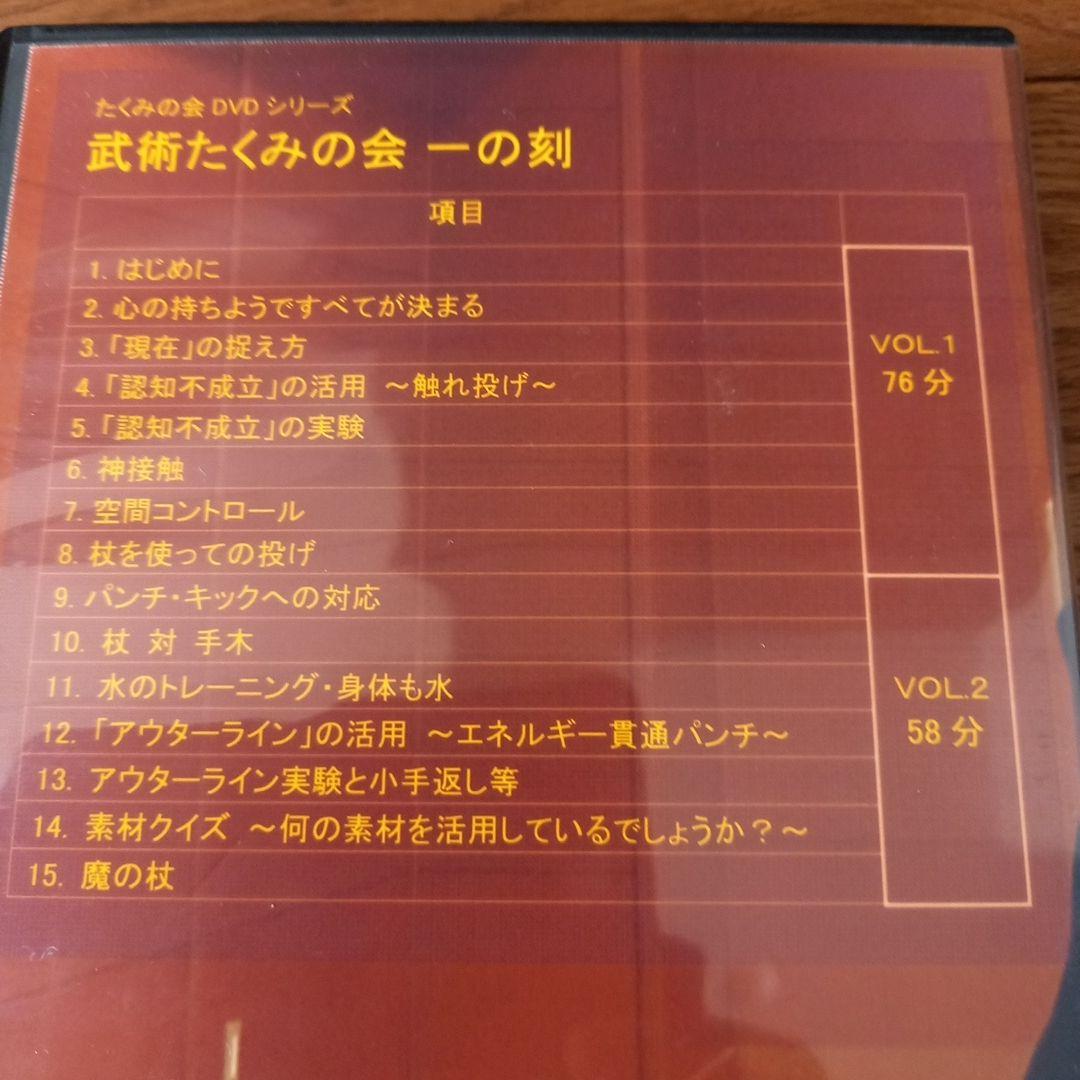 たくみの会 DVD シリーズ
武術たくみの会 一の刻
項目
1. はじめに
2. 心の持ちようですべてが決まる
3.「現在」の捉え方
4.「認知不成立」の活用 ～触れ投げ～
5.「認知不成立」の実験
6. 神接触
7. 空間コントロール
8. 杖を使っての投げ
VOL.1
76 分
9. パンチ・キックへの対応
10. 杖 対 手木
11. 水のトレーニング・身体も水
12.「アウターライン」の活用 ～エネルギー貫通パンチ～
13. アウターライン実験と小手返し等
14. 素材クイズ ～何の素材を活用しているでしょうか？～
15. 魔の杖
VOL.2
58 分